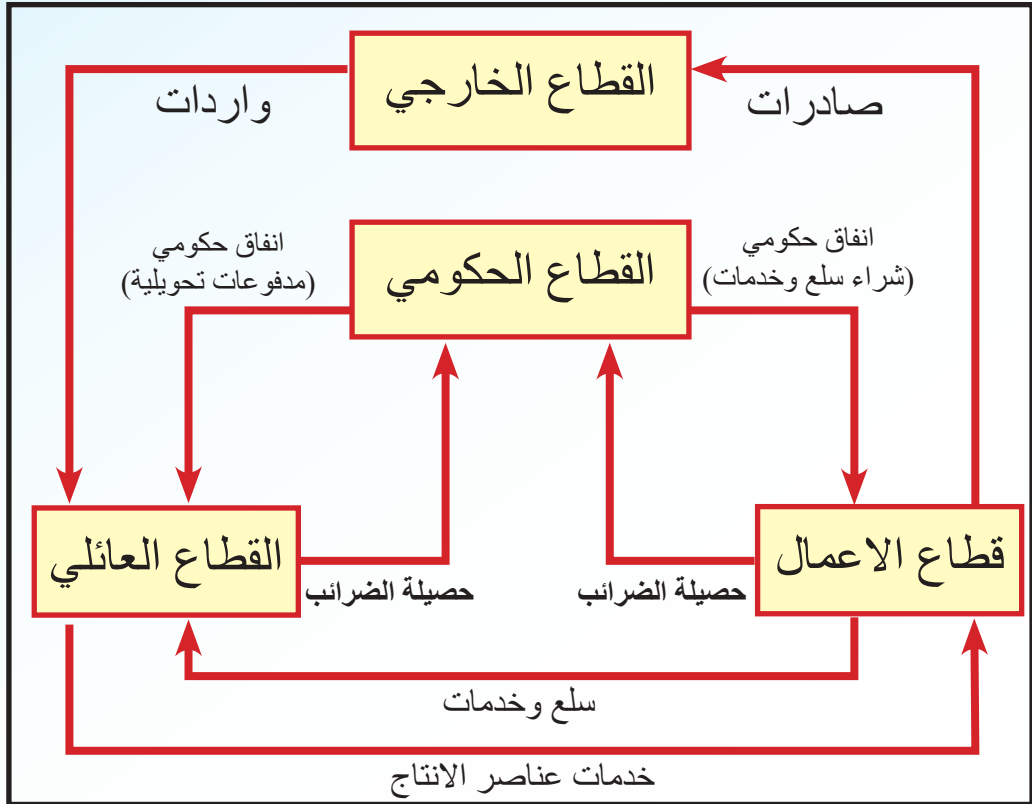 القطاع الخارجي
صادرات
واردات
انفاق حكومي
(شراء سلع وخدمات)
القطاع الحكومي
انفاق حكومي
(مدفوعات تحويلية)
قطاع الاعمال
القطاع العائلي
حصيلة الضرائب
حصيلة الضرائب
سلع وخدمات
خدمات عناصر الانتاج